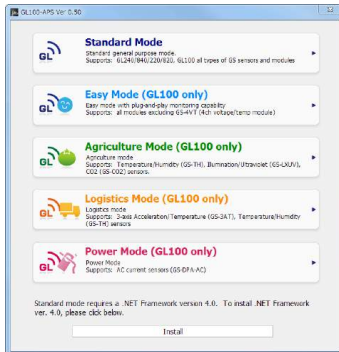 GL100-APS Ver 0.50
GL
Standard Mode
Standard general purpose mode.
Supports: GL240/840/220/820, GL100 all types of GS sensors and modules
GL
Easy Mode (GL100 only)
Easy mode with plug-and-play monitoring capability
Supports: all modules excluding GS-4VT (4ch voltage/temp module)
GL
Agriculture Mode (GL100 only)
Agriculture mode
Supports: Temperature/Humidity (GS-TH), Illumination/Ultraviolet (GS-LXUV),
CO2 (GS-CO2) sensors.
GL
Logistics Mode (GL100 only)
Logistics mode
Supports: 3-axis Acceleration/Temperature (GS-3AT), Temperature/Humidity
(GS-TH) sensors
GL
Power Mode (GL100 only)
Power Mode
Supports: AC current sensors (GS-DPA-AC)
Standard mode requires a .NET Framework version 4.0. To install .NET Framework
ver. 4.0, please click below.
Install